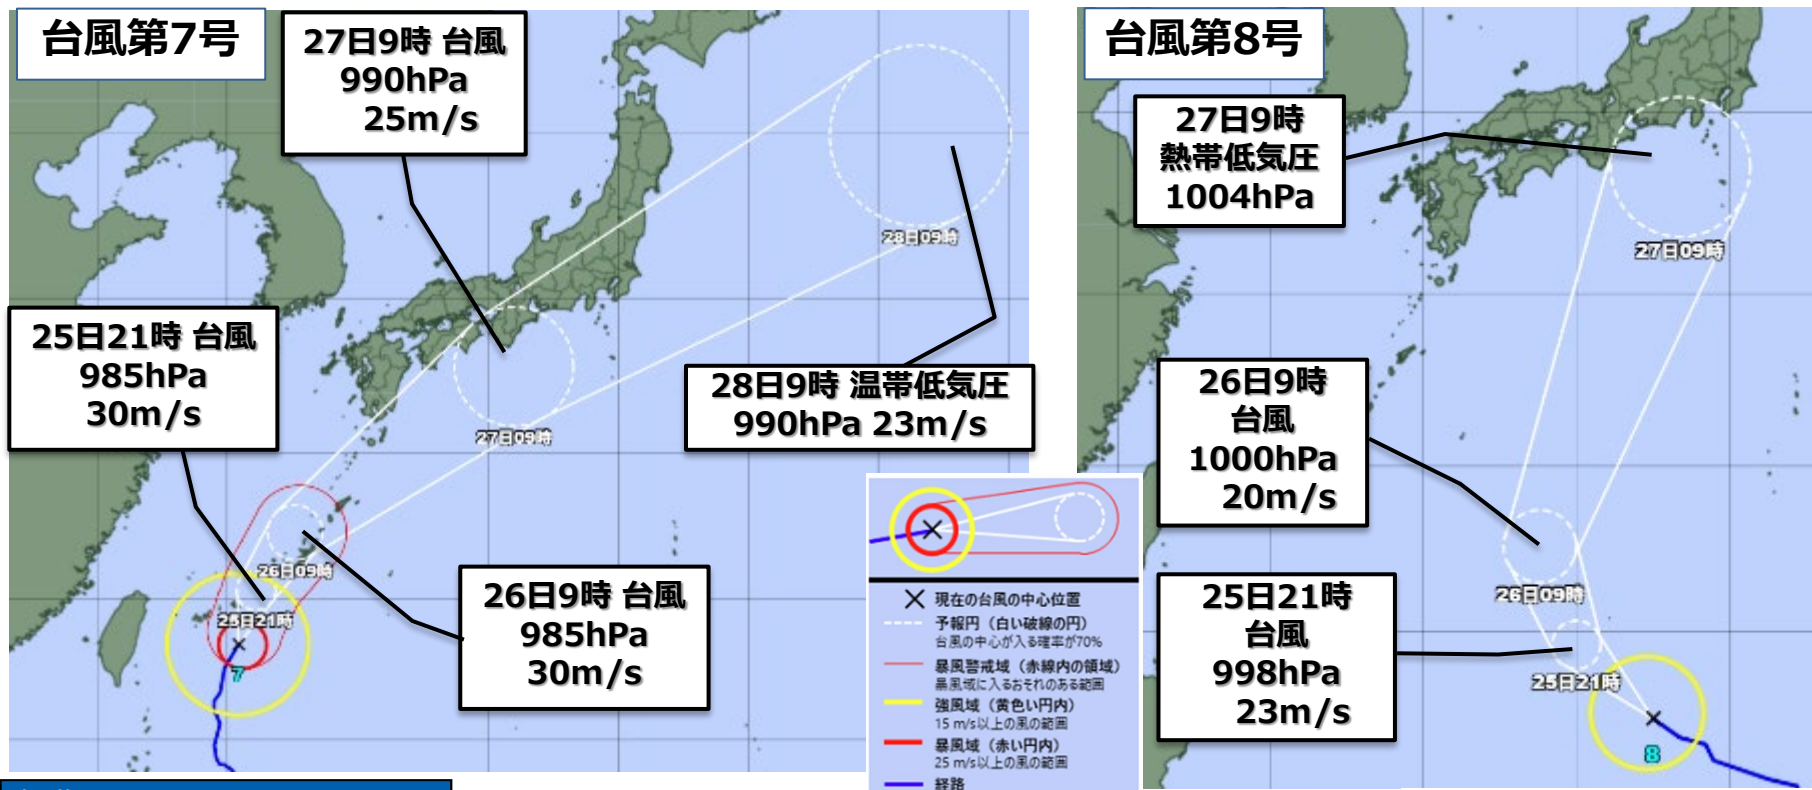 台風第7号
27日9時 台風
990hPa
25m/s
28日09時
25日21時 台風
985hPa
30m/s
28日9時 温帯低気圧
990hPa 23m/s
27日09時
26日09時
25日21時
7
26日9時 台風
985hPa
30m/s
現在の台風の中心位置
予報円（白い破線の円）
台風の中心が入る確率が70%
暴風警戒域（赤線内の領域）
暴風域に入るおそれのある範囲
強風域（黄色い円内）
15 m/s以上の風の範囲
暴風域（赤い円内）
25 m/s以上の風の範囲
経路
台風第8号
27日9時
熱帯低気圧
1004hPa
27日09時
26日9時
台風
1000hPa
20m/s
26日09時
25日21時
台風
998hPa
23m/s
25日21時
8